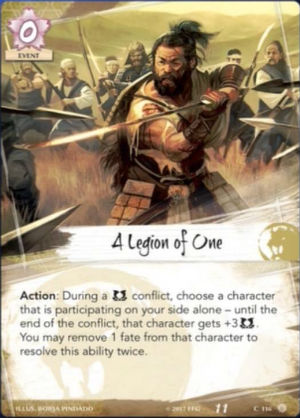 0
EVENT
A Legion of One
Action: During a conflict, choose a character
that is participating on your side alone – until
the end of the conflict, that character gets +3.
You may remove 1 fate from that character to
resolve this ability twice.
ILLUS. BORJA PINDADO © 2017 FFG 11 C 116